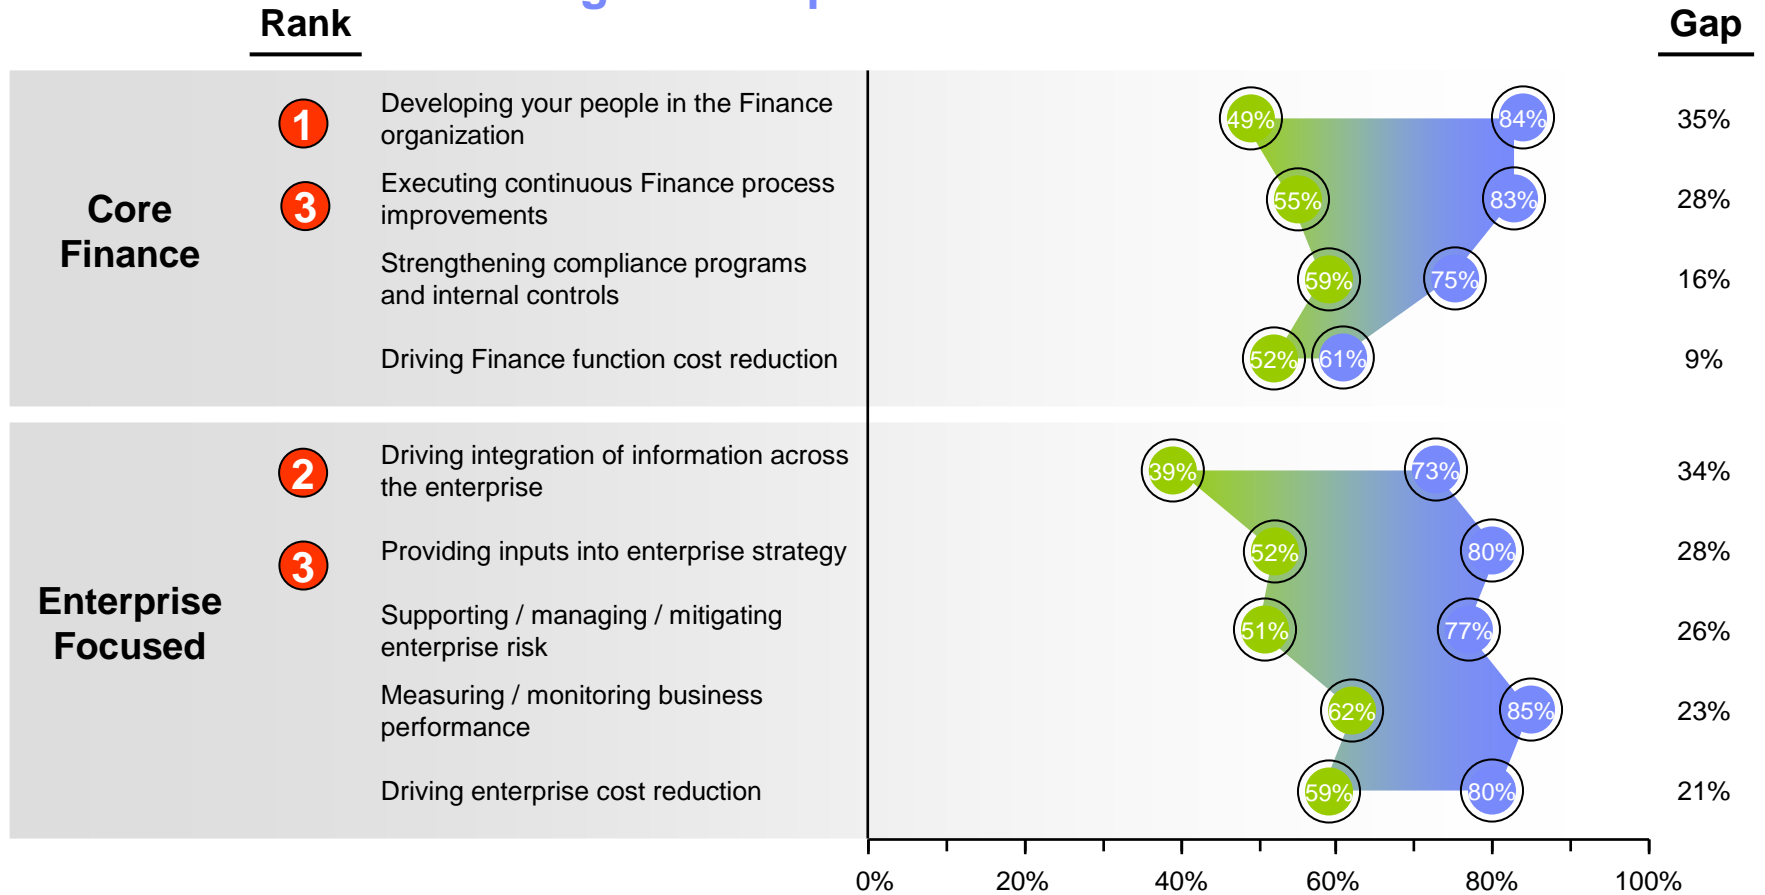 Rank
Gap
Core
Finance
1
Developing your people in the Finance
organization
49%
84%
35%
3
Executing continuous Finance process
improvements
55%
83%
28%
Strengthening compliance programs
and internal controls
59%
75%
16%
Driving Finance function cost reduction
52%
61%
9%
Enterprise
Focused
2
Driving integration of information across
the enterprise
39%
73%
34%
3
Providing inputs into enterprise strategy
52%
80%
28%
Supporting / managing / mitigating
enterprise risk
51%
77%
26%
Measuring / monitoring business
performance
62%
85%
23%
Driving enterprise cost reduction
59%
80%
21%
0%
20%
40%
60%
80%
100%